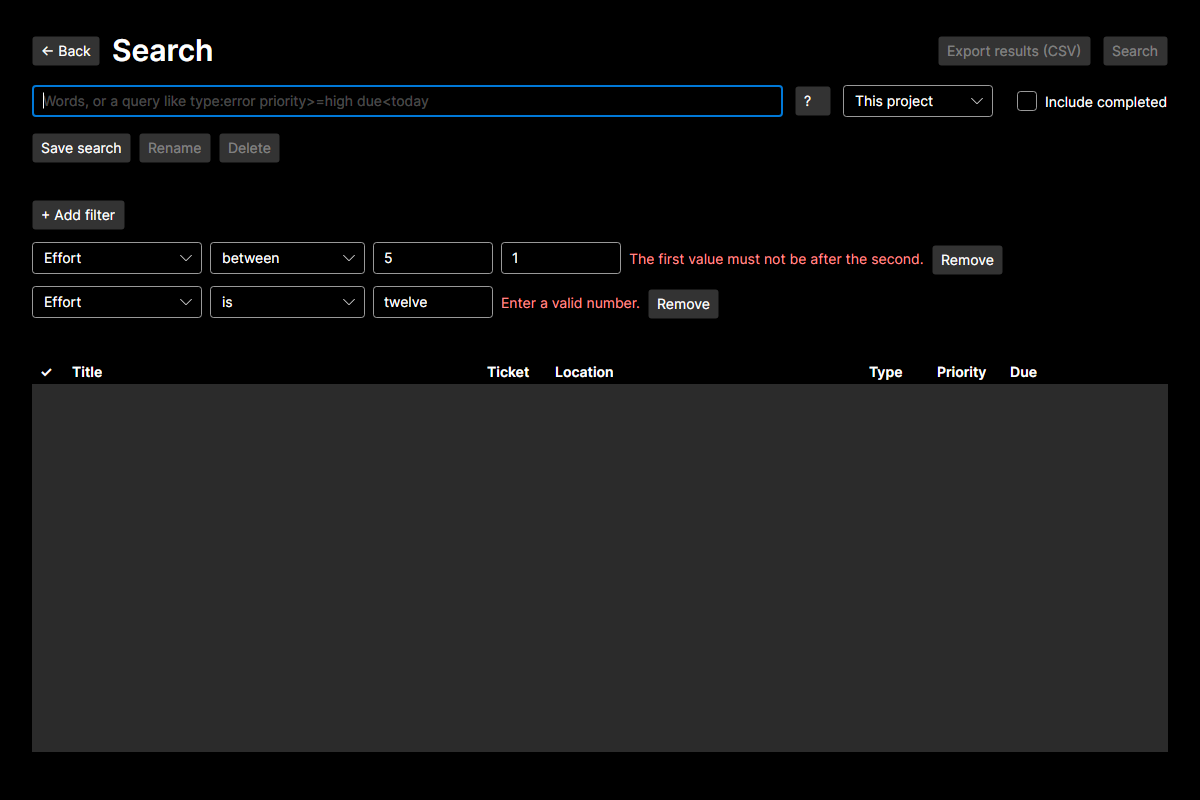 ← Back Search Export results (CSV) Search
Words, or a query like type:error priority>=high due<today ? This project Include completed
Save search Rename Delete
+ Add filter
Effort between 5 1 The first value must not be after the second. Remove
Effort is twelve Enter a valid number. Remove
✓ Title Ticket Location Type Priority Due